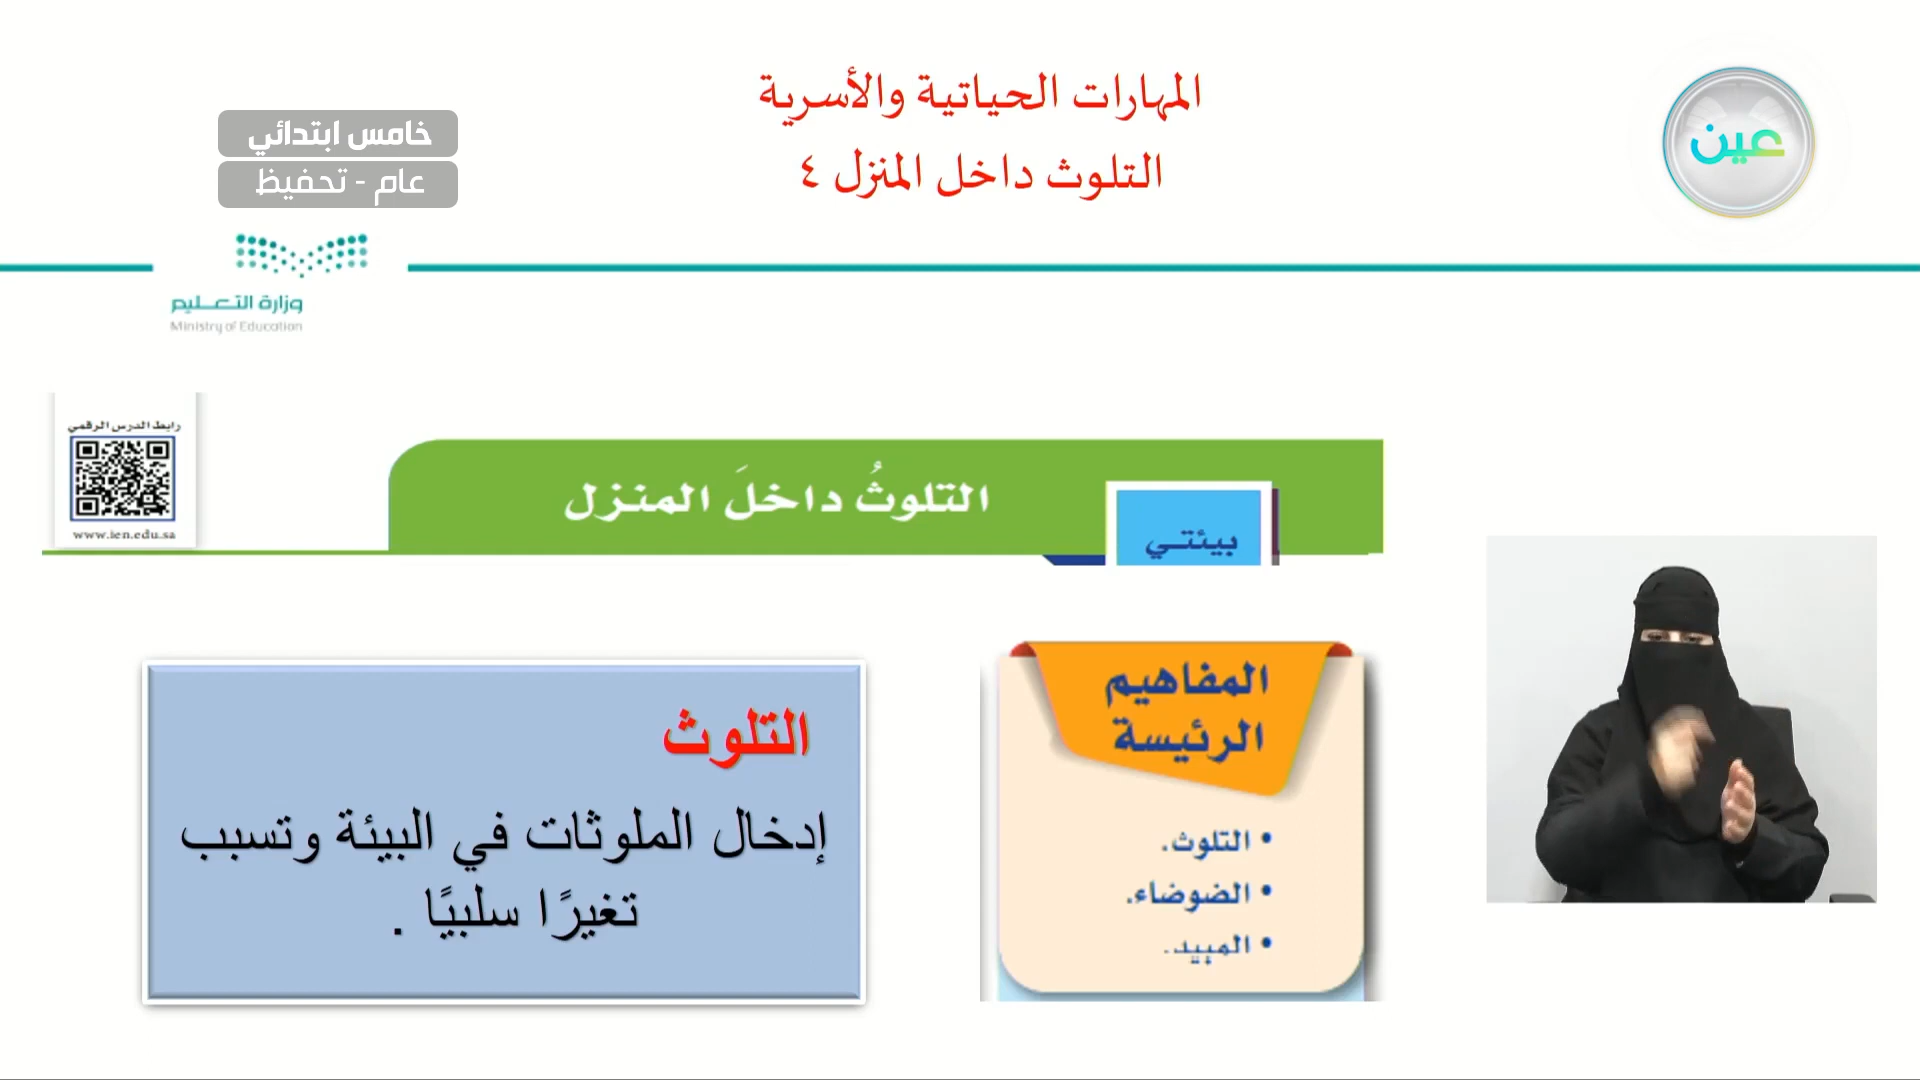 المهارات الحياتية والأسرية
التلوث داخل المنزل ٤
عين
خامس ابتدائي
عام - تحفيظ
وزارة التعليم
Ministry of Education
رابط الدرس الرقمي
www.ien.edu.sa
التلوثُ داخلَ المنزل
بيئتي
المفاهيم
الرئيسة
• التلوث.
• الضوضاء.
• المبيد.
التلوث
إدخال الملوثات في البيئة وتسبب
تغيرًا سلبيًا .